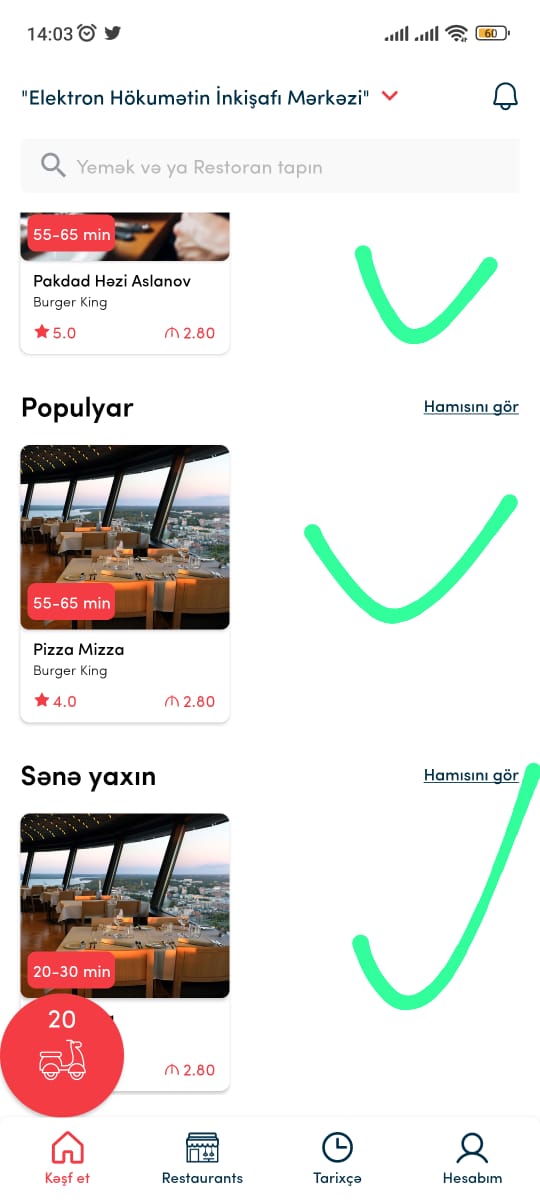 14:03
60
"Elektron Hökumətin İnkişafı Mərkəzi"
Yemək və ya Restoran tapın
55-65 min
Pakdad Həzi Aslanov
Burger King
5.0 ₼ 2.80
Populyar Hamısını gör
55-65 min
Pizza Mizza
Burger King
4.0 ₼ 2.80
Sənə yaxın Hamısını gör
20-30 min
20
₼ 2.80
Kəşf et Restaurants Tarixçə Hesabım